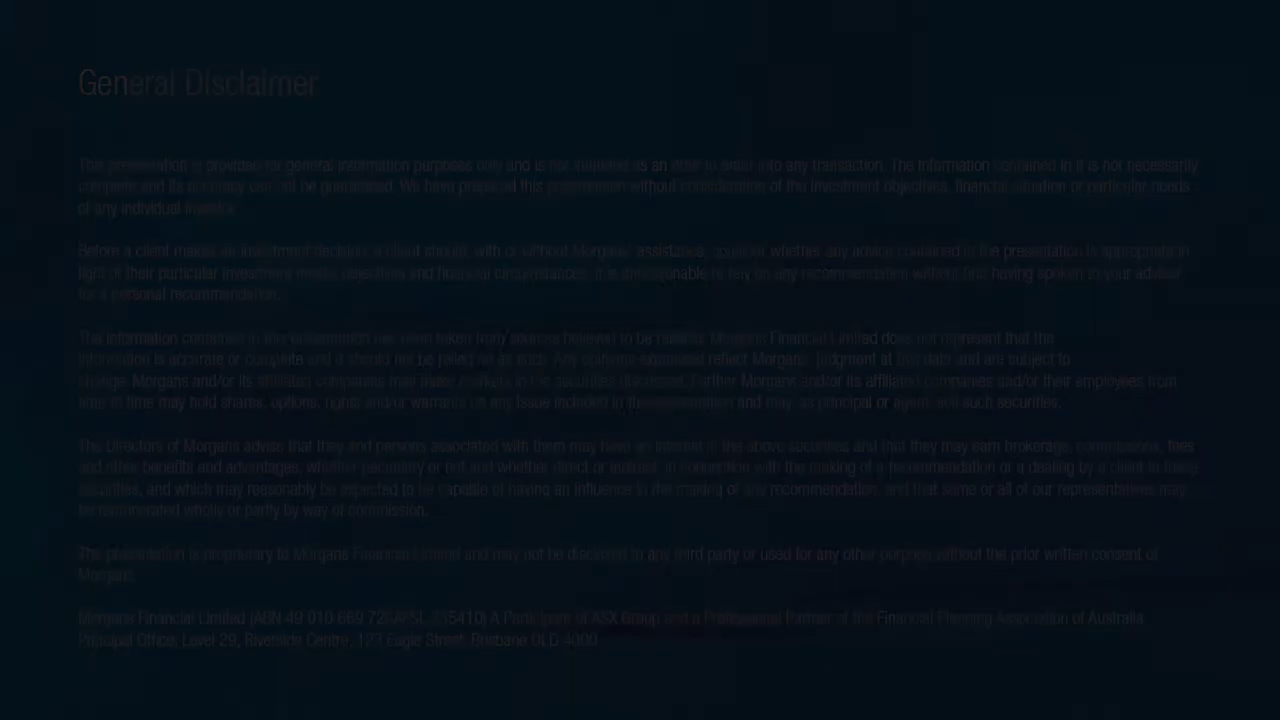 General Disclaimer
This presentation is provided for general information purposes only and is not intended as an offer to enter into any transaction. The information contained in it is not necessarily
complete and its accuracy can not be guaranteed. We have prepared this presentation without consideration of the investment objectives, financial situation or particular needs
of any individual investor.
Before a client makes an investment decision, a client should, with or without Morgans' assistance, consider whether any advice contained in the presentation is appropriate in
light of their particular investment needs, objectives and financial circumstances. It is unreasonable to rely on any recommendation without first having spoken to your adviser
for a personal recommendation.
The information contained in this presentation has been taken from sources believed to be reliable. Morgans Financial Limited does not represent that the
information is accurate or complete and it should not be relied on as such. Any opinions expressed reflect Morgans' judgment at this date and are subject to
change. Morgans and/or its affiliated companies may make markets in the securities discussed. Further Morgans and/or its affiliated companies and/or their employees from
time to time may hold shares, options, rights and/or warrants on any issue included in this presentation and may, as principal or agent, sell such securities.
The Directors of Morgans advise that they and persons associated with them may have an interest in the above securities and that they may earn brokerage, commissions, fees
and other benefits and advantages, whether pecuniary or not and whether direct or indirect, in conjunction with the making of a recommendation or a dealing by a client in these
securities, and which may reasonably be expected to be capable of having an influence in the making of any recommendation, and that some or all of our representatives may
be remunerated wholly or partly by way of commission.
The presentation is proprietary to Morgans Financial Limited and may not be disclosed to any third party or used for any other purpose without the prior written consent of
Morgans.
Morgans Financial Limited (ABN 49 010 669 726 AFSL 235410) A Participant of ASX Group and a Professional Partner of the Financial Planning Association of Australia
Principal Office: Level 29, Riverside Centre, 123 Eagle Street, Brisbane QLD 4000